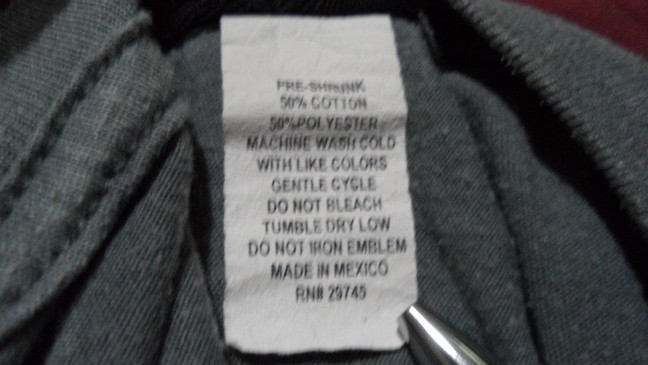 PRE-SHRUNK
50% COTTON
50%POLYESTER
MACHINE WASH COLD
WITH LIKE COLORS
GENTLE CYCLE
DO NOT BLEACH
TUMBLE DRY LOW
DO NOT IRON EMBLEM
MADE IN MEXICO
RN# 29745